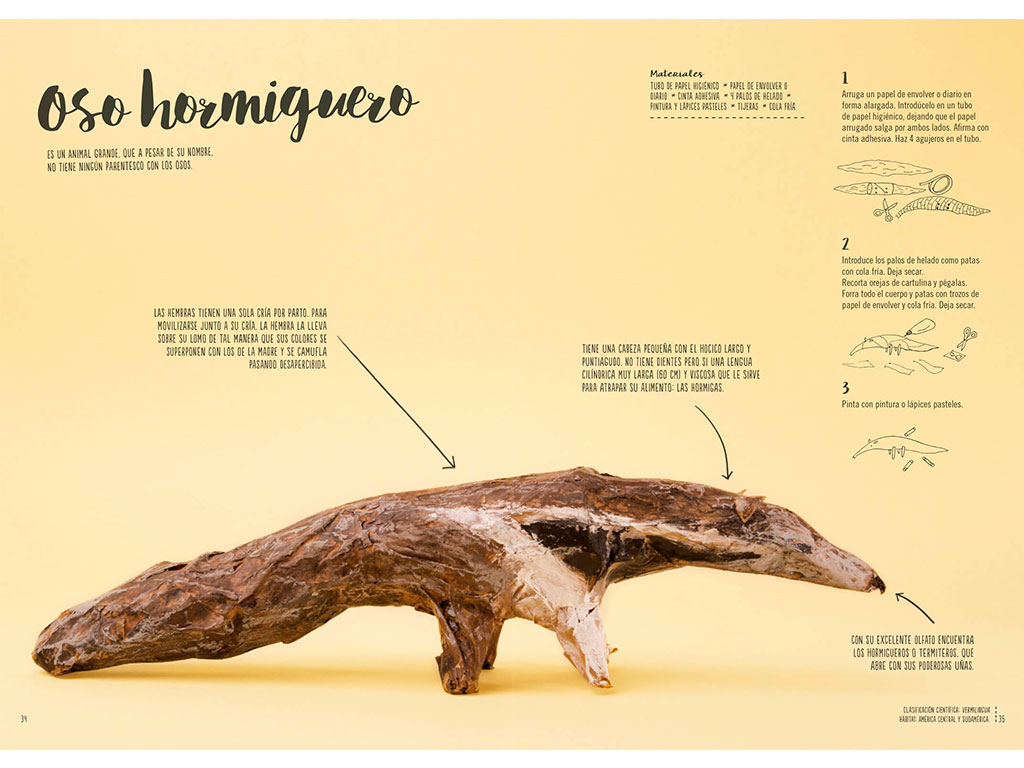 oso hormiguero
ES UN ANIMAL GRANDE, QUE A PESAR DE SU NOMBRE,
NO TIENE NINGÚN PARENTESCO CON LOS OSOS.
Materiales
TUBO DE PAPEL HIGIÉNICO * PAPEL DE ENVOLVER O
DIARIO * CINTA ADHESIVA * 4 PALOS DE HELADO *
PINTURA Y LÁPICES PASTELES * TIJERAS * COLA FRÍA
1
Arruga un papel de envolver o diario en
forma alargada. Introdúcelo en un tubo
de papel higiénico, dejando que el papel
arrugado salga por ambos lados. Afirma con
cinta adhesiva. Haz 4 agujeros en el tubo.
2
Introduce los palos de helado como patas
con cola fría. Deja secar.
Recorta orejas de cartulina y pégalas.
Forra todo el cuerpo y patas con trozos de
papel de envolver y cola fría. Deja secar.
3
Pinta con pintura o lápices pasteles.
LAS HEMBRAS TIENEN UNA SOLA CRÍA POR PARTO. PARA
MOVILIZARSE JUNTO A SU CRÍA, LA HEMBRA LA LLEVA
SOBRE SU LOMO DE TAL MANERA QUE SUS COLORES SE
SUPERPONEN CON LOS DE LA MADRE Y SE CAMUFLA
PASANDO DESAPERCIBIDA.
TIENE UNA CABEZA PEQUEÑA CON EL HOCICO LARGO Y
PUNTIAGUDO. NO TIENE DIENTES PERO SI UNA LENGUA
CILÍNDRICA MUY LARGA (60 CM) Y VISCOSA QUE LE SIRVE
PARA ATRAPAR SU ALIMENTO: LAS HORMIGAS.
CON SU EXCELENTE OLFATO ENCUENTRA
LOS HORMIGUEROS O TERMITEROS, QUE
ABRE CON SUS PODEROSAS UÑAS.
34
CLASIFICACIÓN CIENTÍFICA: VERMILINGUA
HÁBITAT: AMÉRICA CENTRAL Y SUDAMÉRICA.
35